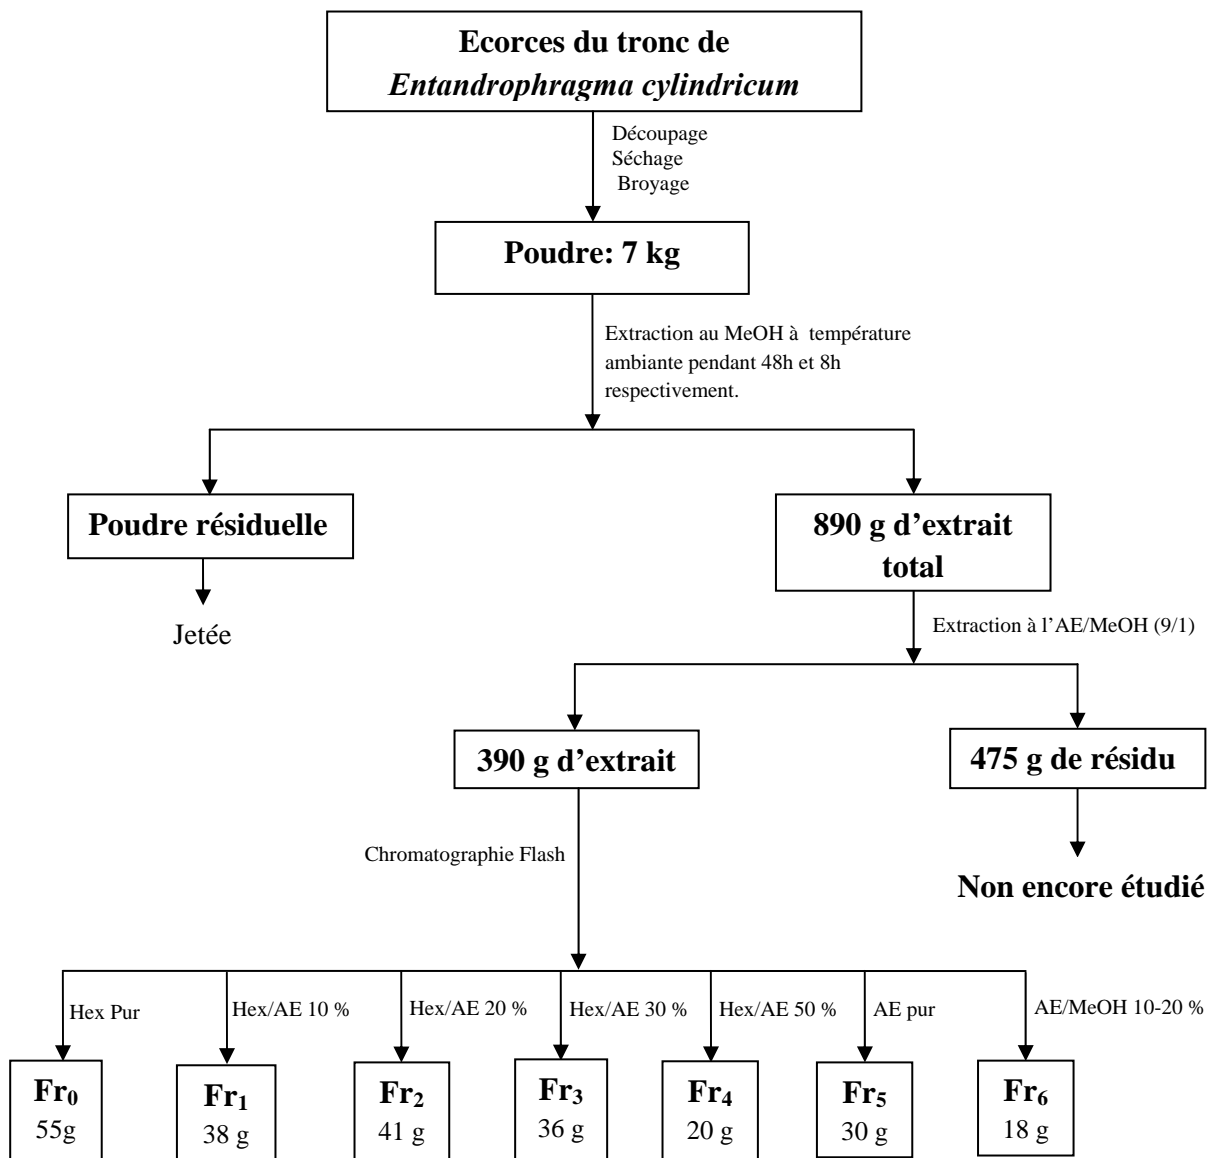 Ecorces du tronc de
Entandrophragma cylindricum
Découpage
Séchage
Broyage
Poudre: 7 kg
Extraction au MeOH à température
ambiante pendant 48h et 8h
respectivement.
Poudre résiduelle
890 g d’extrait
total
Jetée
Extraction à l’AE/MeOH (9/1)
390 g d’extrait
475 g de résidu
Chromatographie Flash
Non encore étudié
Hex Pur
Hex/AE 10 %
Hex/AE 20 %
Hex/AE 30 %
Hex/AE 50 %
AE pur
AE/MeOH 10-20 %
Fr₀
55g
Fr₁
38 g
Fr₂
41 g
Fr₃
36 g
Fr₄
20 g
Fr₅
30 g
Fr₆
18 g